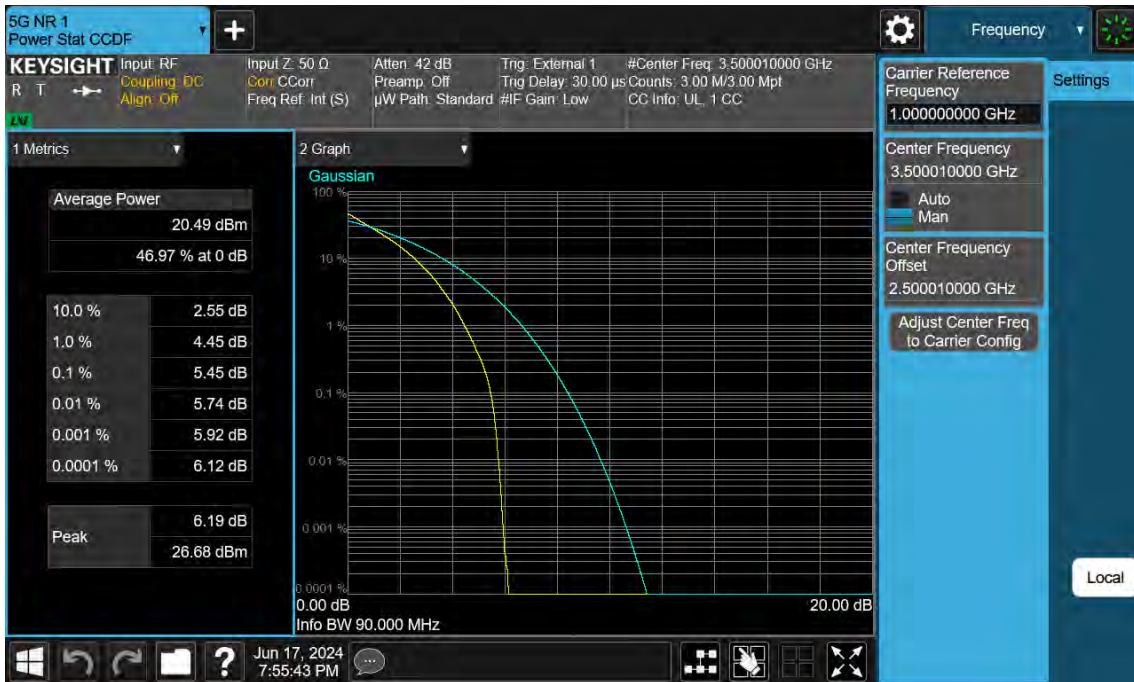 5G NR 1
Power Stat CCDF
Frequency
KEYSIGHT
R T
LNI
Input: RF
Coupling: DC
Align: Off
Input Z: 50 Ω
Corr CCorr
Freq Ref: Int (S)
Atten: 42 dB
Preamp: Off
µW Path: Standard
Trig: External 1
Trig Delay: 30.00 µs
#IF Gain: Low
#Center Freq: 3.500010000 GHz
Counts: 3.00 M/3.00 Mpt
CC Info: UL, 1 CC
1 Metrics
Average Power
20.49 dBm
46.97 % at 0 dB
10.0 % 2.55 dB
1.0 % 4.45 dB
0.1 % 5.45 dB
0.01 % 5.74 dB
0.001 % 5.92 dB
0.0001 % 6.12 dB
Peak
6.19 dB
26.68 dBm
2 Graph
Gaussian
100 %
10 %
1 %
0.1 %
0.01 %
0.001 %
0.0001 %
0.00 dB 20.00 dB
Info BW 90.000 MHz
Carrier Reference
Frequency
1.000000000 GHz
Center Frequency
3.500010000 GHz
Auto
Man
Center Frequency
Offset
2.500010000 GHz
Adjust Center Freq
to Carrier Config
Settings
Local
Jun 17, 2024
7:55:43 PM